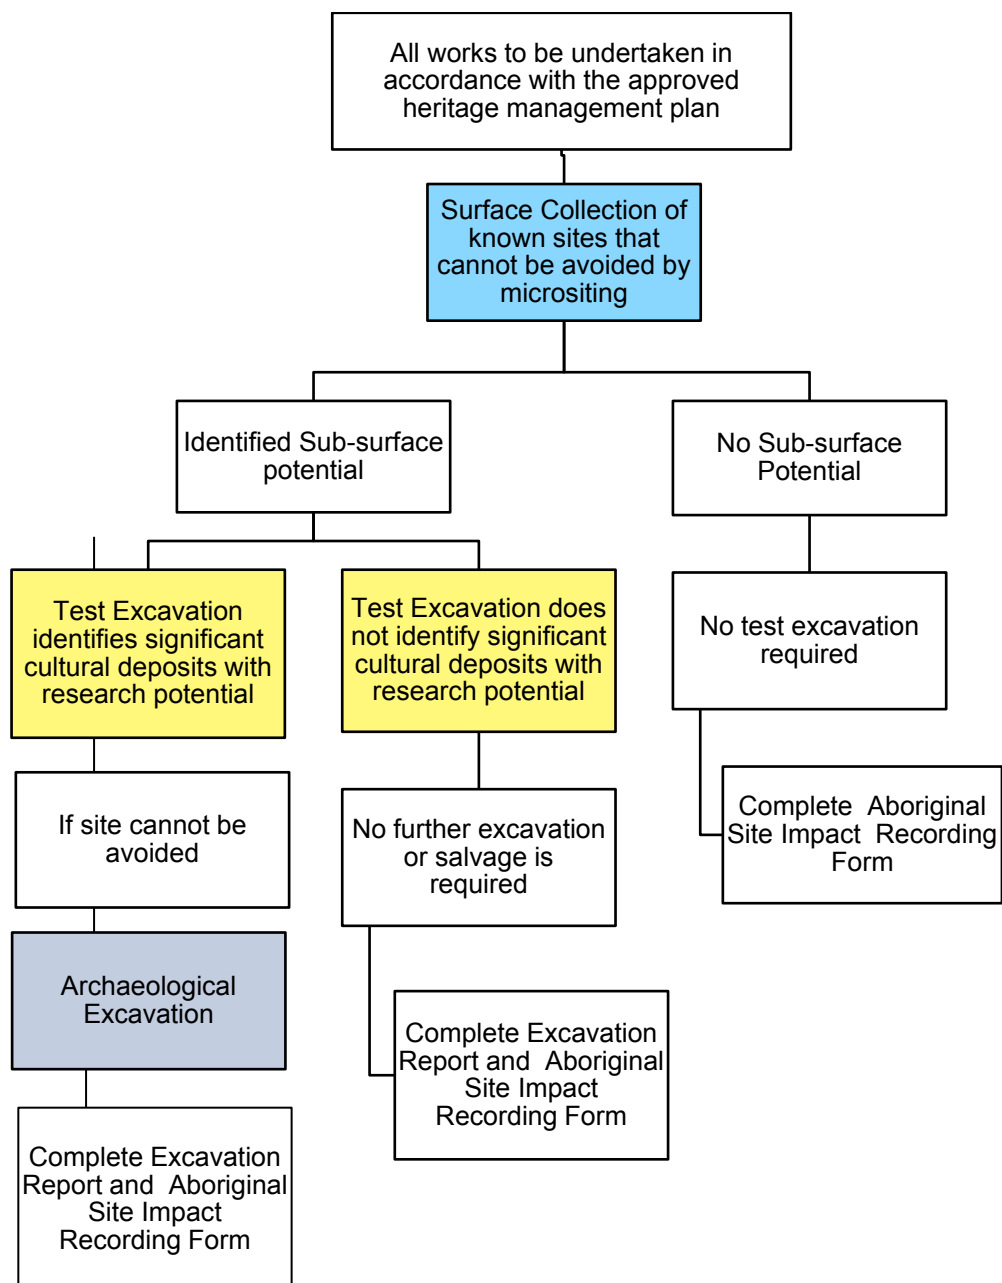 All works to be undertaken in
accordance with the approved
heritage management plan
Surface Collection of
known sites that
cannot be avoided by
micrositing
Identified Sub-surface
potential
No Sub-surface
Potential
Test Excavation
identifies significant
cultural deposits with
research potential
Test Excavation does
not identify significant
cultural deposits with
research potential
No test excavation
required
If site cannot be
avoided
No further excavation
or salvage is
required
Complete Aboriginal
Site Impact Recording
Form
Archaeological
Excavation
Complete Excavation
Report and Aboriginal
Site Impact
Recording Form
Complete Excavation
Report and Aboriginal
Site Impact
Recording Form